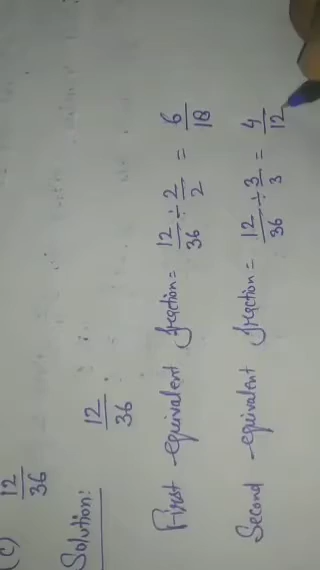 (c) 12/36
Solution: 12/36
First equivalent fraction = 12/36 ÷ 2/2 = 6/18
Second equivalent fraction = 12/36 ÷ 3/3 = 4/12